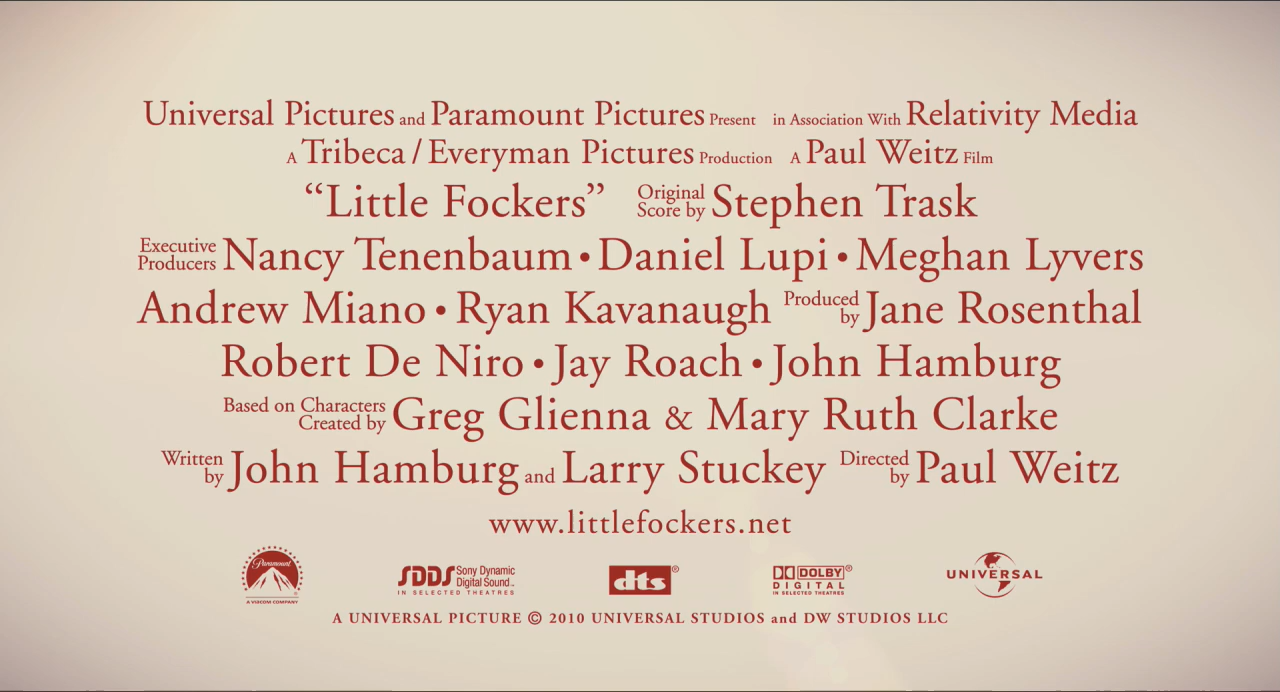 Universal Pictures and Paramount Pictures Present in Association With Relativity Media
A Tribeca / Everyman Pictures Production A Paul Weitz Film
“Little Fockers” Original Score by Stephen Trask
Executive Producers Nancy Tenenbaum • Daniel Lupi • Meghan Lyvers
Andrew Miano • Ryan Kavanaugh Produced by Jane Rosenthal
Robert De Niro • Jay Roach • John Hamburg
Based on Characters Created by Greg Glienna & Mary Ruth Clarke
Written by John Hamburg and Larry Stuckey Directed by Paul Weitz
www.littlefockers.net
Paramount A VIACOM COMPANY
SDDS Sony Dynamic Digital Sound™ IN SELECTED THEATRES
dts®
DOLBY® DIGITAL IN SELECTED THEATRES
UNIVERSAL
A UNIVERSAL PICTURE © 2010 UNIVERSAL STUDIOS and DW STUDIOS LLC